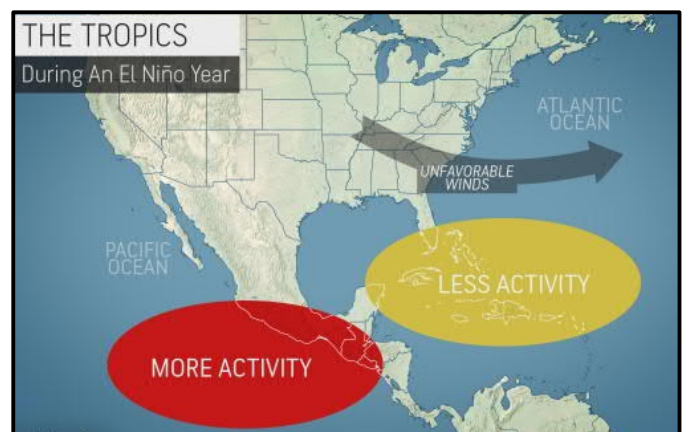 THE TROPICS
During An El Niño Year
ATLANTIC
OCEAN
UNFAVORABLE
WINDS
PACIFIC
OCEAN
LESS ACTIVITY
MORE ACTIVITY